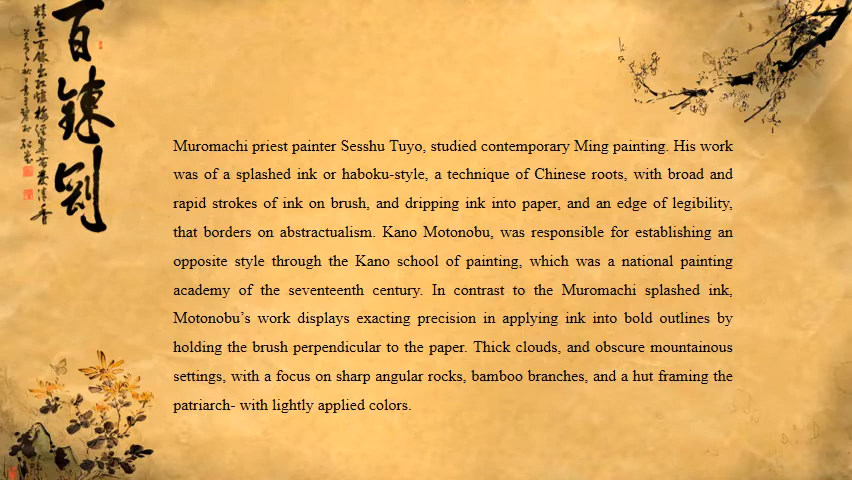 百鍊剛
Muromachi priest painter Sesshu Tuyo, studied contemporary Ming painting. His work
was of a splashed ink or haboku-style, a technique of Chinese roots, with broad and
rapid strokes of ink on brush, and dripping ink into paper, and an edge of legibility,
that borders on abstractualism. Kano Motonobu, was responsible for establishing an
opposite style through the Kano school of painting, which was a national painting
academy of the seventeenth century. In contrast to the Muromachi splashed ink,
Motonobu’s work displays exacting precision in applying ink into bold outlines by
holding the brush perpendicular to the paper. Thick clouds, and obscure mountainous
settings, with a focus on sharp angular rocks, bamboo branches, and a hut framing the
patriarch- with lightly applied colors.